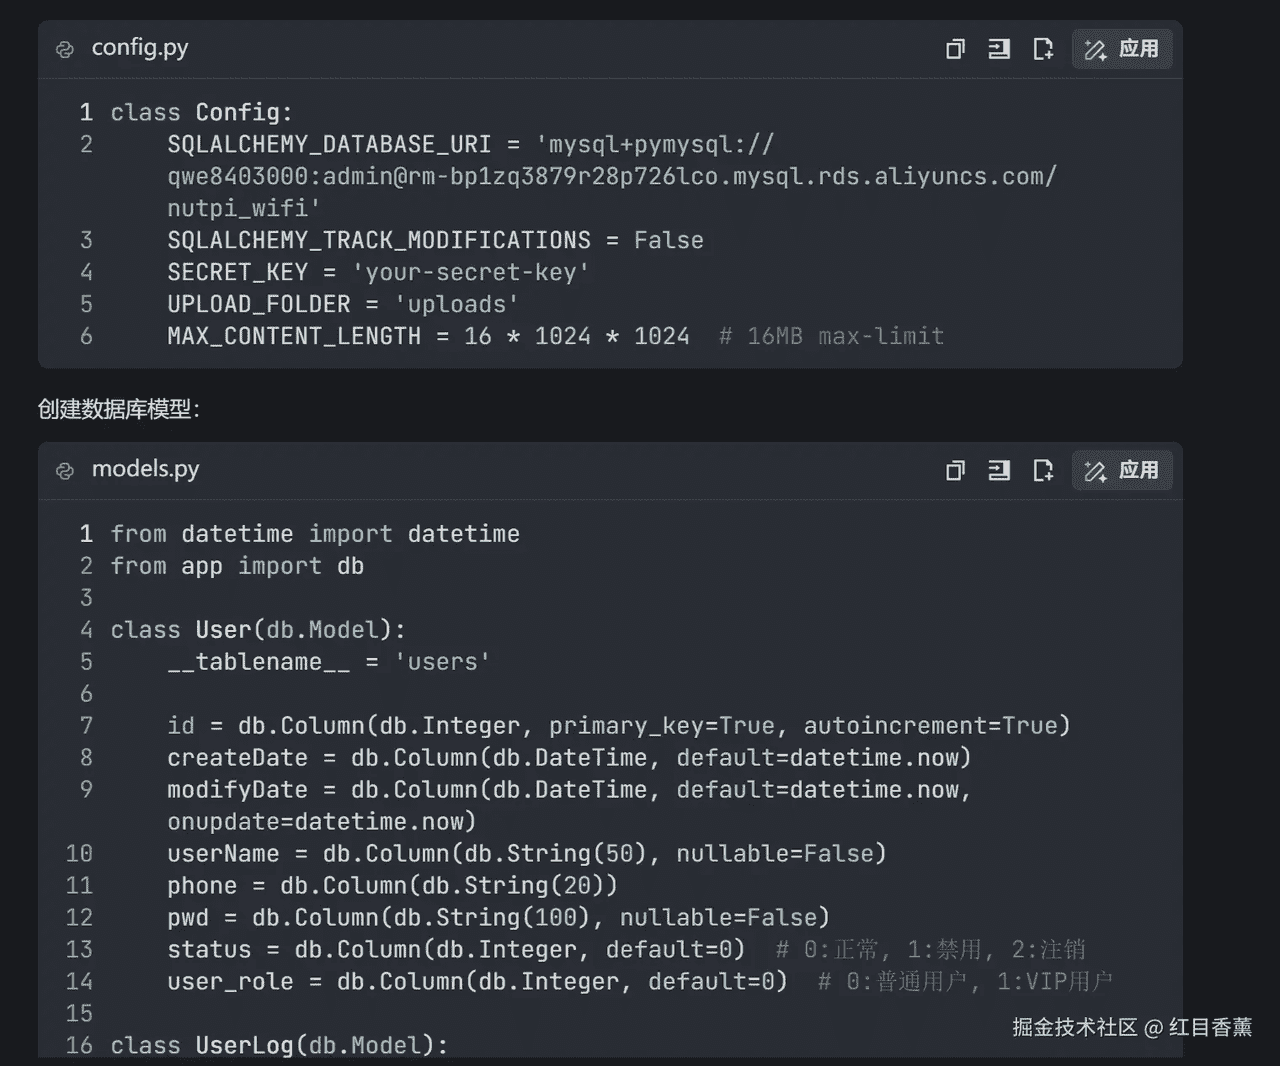 config.py
应用
1 class Config:
2     SQLALCHEMY_DATABASE_URI = 'mysql+pymysql://
    qwe8403000:admin@rm-bp1zq3879r28p726lco.mysql.rds.aliyuncs.com/
    nutpi_wifi'
3     SQLALCHEMY_TRACK_MODIFICATIONS = False
4     SECRET_KEY = 'your-secret-key'
5     UPLOAD_FOLDER = 'uploads'
6     MAX_CONTENT_LENGTH = 16 * 1024 * 1024  # 16MB max-limit
创建数据库模型：
models.py
应用
1 from datetime import datetime
2 from app import db
3
4 class User(db.Model):
5     __tablename__ = 'users'
6
7     id = db.Column(db.Integer, primary_key=True, autoincrement=True)
8     createDate = db.Column(db.DateTime, default=datetime.now)
9     modifyDate = db.Column(db.DateTime, default=datetime.now,
    onupdate=datetime.now)
10     userName = db.Column(db.String(50), nullable=False)
11     phone = db.Column(db.String(20))
12     pwd = db.Column(db.String(100), nullable=False)
13     status = db.Column(db.Integer, default=0)  # 0:正常, 1:禁用, 2:注销
14     user_role = db.Column(db.Integer, default=0)  # 0:普通用户, 1:VIP用户
15
16 class UserLog(db.Model):
掘金技术社区 @ 红目香薰